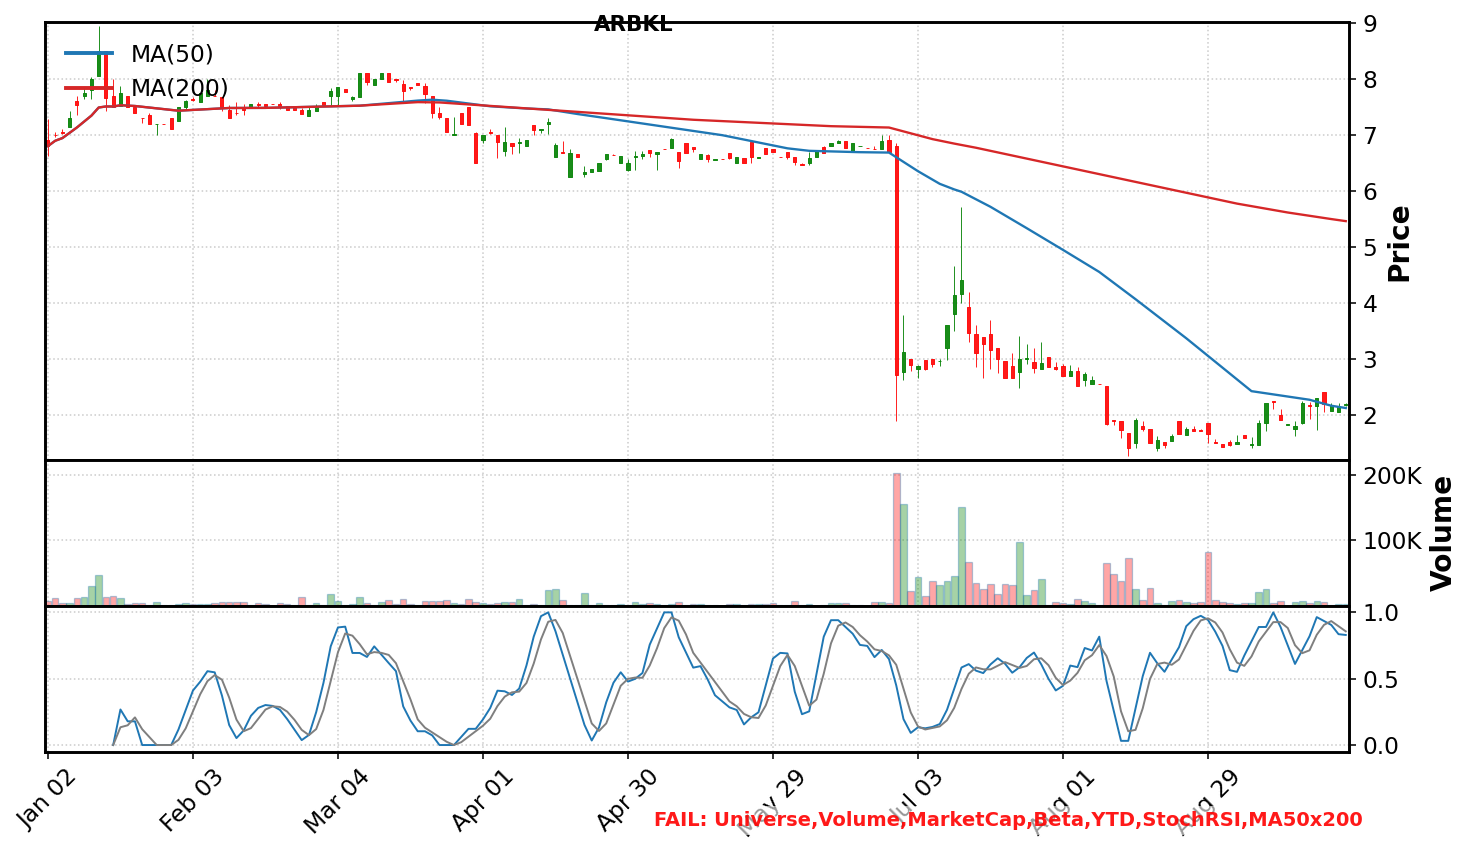 ARBKL
MA(50)
MA(200)
9
8
7
6
5
4
3
2
Price
200K
100K
Volume
1.0
0.5
0.0
Jan 02
Feb 03
Mar 04
Apr 01
Apr 30
May 29
Jul 03
Aug 01
Aug 29
FAIL: Universe,Volume,MarketCap,Beta,YTD,StochRSI,MA50x200